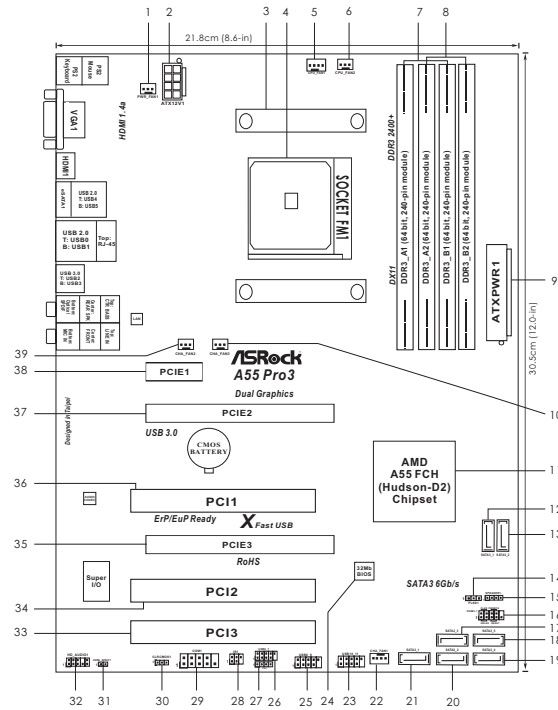 1 2 3 4 5 6 7 8
21.8cm (8.6-in)
PS2
Mouse
PS2
Keyboard
PWR_FAN1
ATX12V1
CPU_FAN1
CPU_FAN2
HDMI 1.4a
VGA1
HDMI1
eSATA1
USB 2.0
T: USB4
B: USB5
USB 2.0
T: USB0
B: USB1
Top:
RJ-45
USB 3.0
T: USB2
B: USB3
LAN
SOCKET FM1
DDR3 2400+
DX11
DDR3_A1 (64 bit, 240-pin module)
DDR3_A2 (64 bit, 240-pin module)
DDR3_B1 (64 bit, 240-pin module)
DDR3_B2 (64 bit, 240-pin module)
ATXPWR1
9
30.5cm (12.0-in)
39
CHA_FAN2
CHA_FAN3
10
38
PCIE1
ASRock
A55 Pro3
Dual Graphics
37
PCIE2
Designed in Taipei
USB 3.0
CMOS
BATTERY
AMD
A55 FCH
(Hudson-D2)
Chipset
11
36
PCI1
ErP/EuP Ready
X Fast USB
12
13
35
PCIE3
RoHS
Super
I/O
32Mb
BIOS
SATA3 6Gb/s
14
15
16
17
18
19
34
PCI2
33
PCI3
HD_AUDIO1
CLRCMOS1
COM1
CHA_FAN1
32 31 30 29 28 27 26 25 24 23 22 21 20